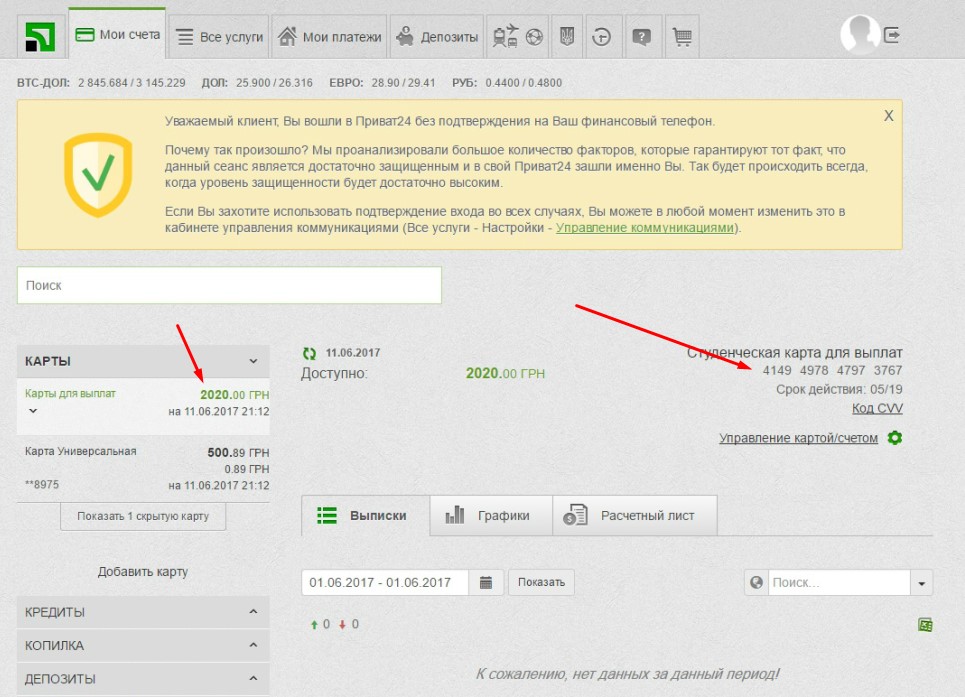 Мои счета
Все услуги
Мои платежи
Депозиты
BTC-ДОЛ: 2 845.684 / 3 145.229 ДОЛ: 25.900 / 26.316 ЕВРО: 28.90 / 29.41 РУБ: 0.4400 / 0.4800
X
Уважаемый клиент, Вы вошли в Приват24 без подтверждения на Ваш финансовый телефон.
Почему так произошло? Мы проанализировали большое количество факторов, которые гарантируют тот факт, что
данный сеанс является достаточно защищенным и в свой Приват24 зашли именно Вы. Так будет происходить всегда,
когда уровень защищенности будет достаточно высоким.
Если Вы захотите использовать подтверждение входа во всех случаях, Вы можете в любой момент изменить это в
кабинете управления коммуникациями (Все услуги - Настройки - Управление коммуникациями).
Поиск
КАРТЫ
Карты для выплат
2020.00 ГРН
на 11.06.2017 21:12
Карта Универсальная
500.89 ГРН
0.89 ГРН
**8975
на 11.06.2017 21:12
Показать 1 скрытую карту
Добавить карту
КРЕДИТЫ
КОПИЛКА
ДЕПОЗИТЫ
11.06.2017
Доступно:
2020.00 ГРН
Студенческая карта для выплат
4149 4978 4797 3767
Срок действия: 05/19
Код CVV
Управление картой/счетом
Выписки
Графики
Расчетный лист
01.06.2017 - 01.06.2017
Показать
Поиск...
0
0
К сожалению, нет данных за данный период!